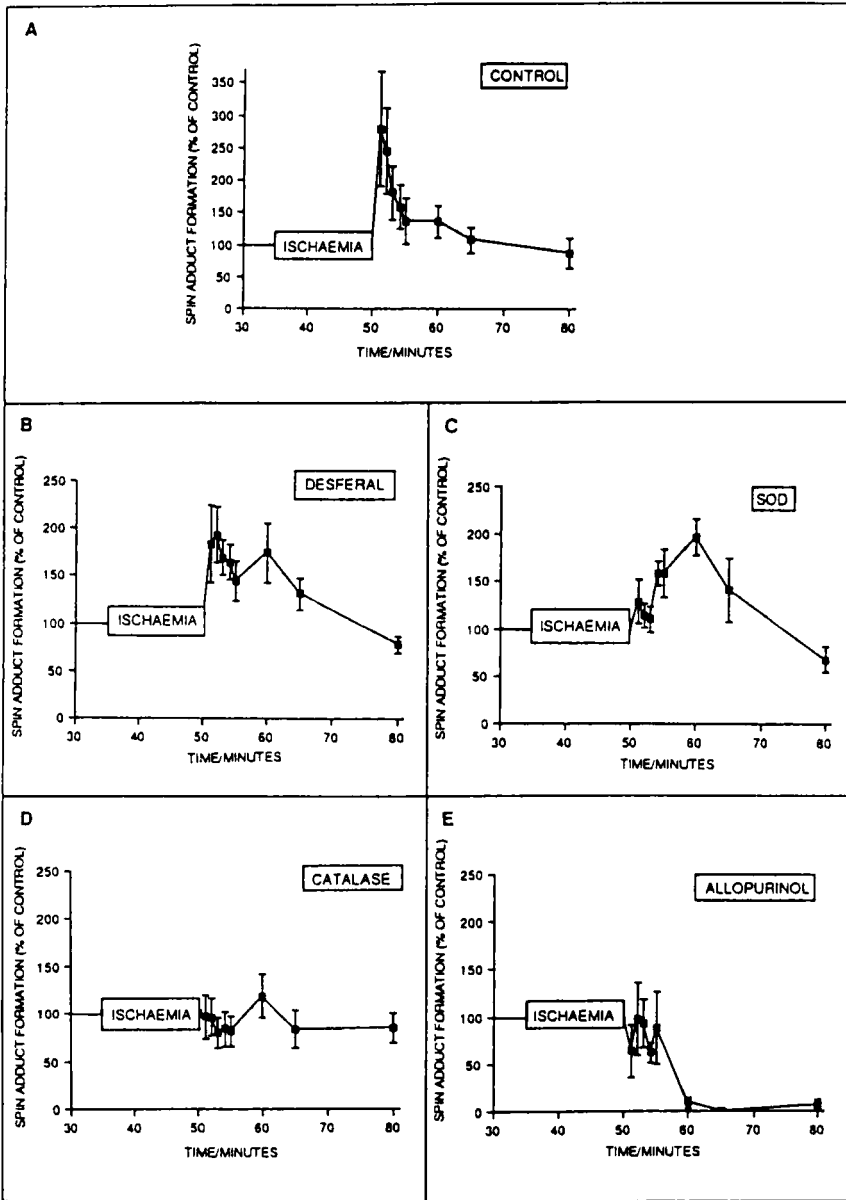 A
CONTROL
SPIN ADDUCT FORMATION (% OF CONTROL)
350
300
250
200
150
100
50
0
ISCHAEMIA
30 40 50 60 70 80
TIME/MINUTES
B
DESFERAL
SPIN ADDUCT FORMATION (% OF CONTROL)
250
200
150
100
50
0
ISCHAEMIA
30 40 50 60 70 80
TIME/MINUTES
C
SOD
SPIN ADDUCT FORMATION (% OF CONTROL)
250
200
150
100
50
0
ISCHAEMIA
30 40 50 60 70 80
TIME/MINUTES
D
CATALASE
SPIN ADDUCT FORMATION (% OF CONTROL)
250
200
150
100
50
0
ISCHAEMIA
30 40 50 60 70 80
TIME/MINUTES
E
ALLOPURINOL
SPIN ADDUCT FORMATION (% OF CONTROL)
250
200
150
100
50
0
ISCHAEMIA
30 40 50 60 70 80
TIME/MINUTES